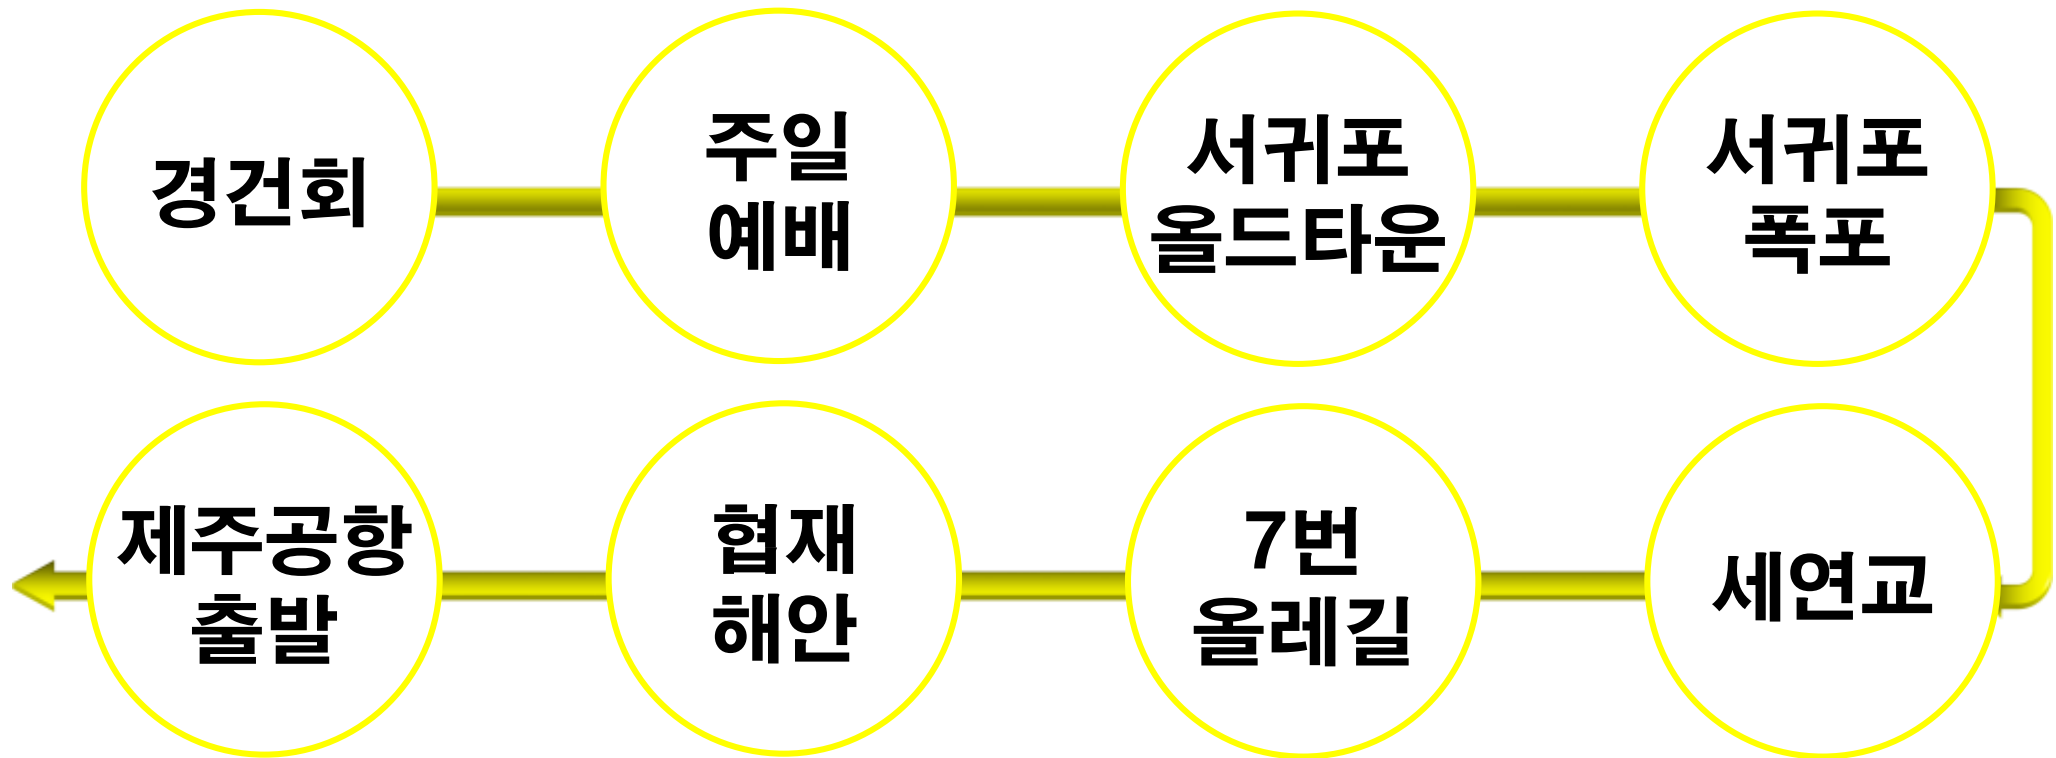 경건회
주일
예배
서귀포
올드타운
서귀포
폭포
세연교
7번
올레길
협재
해안
제주공항
출발